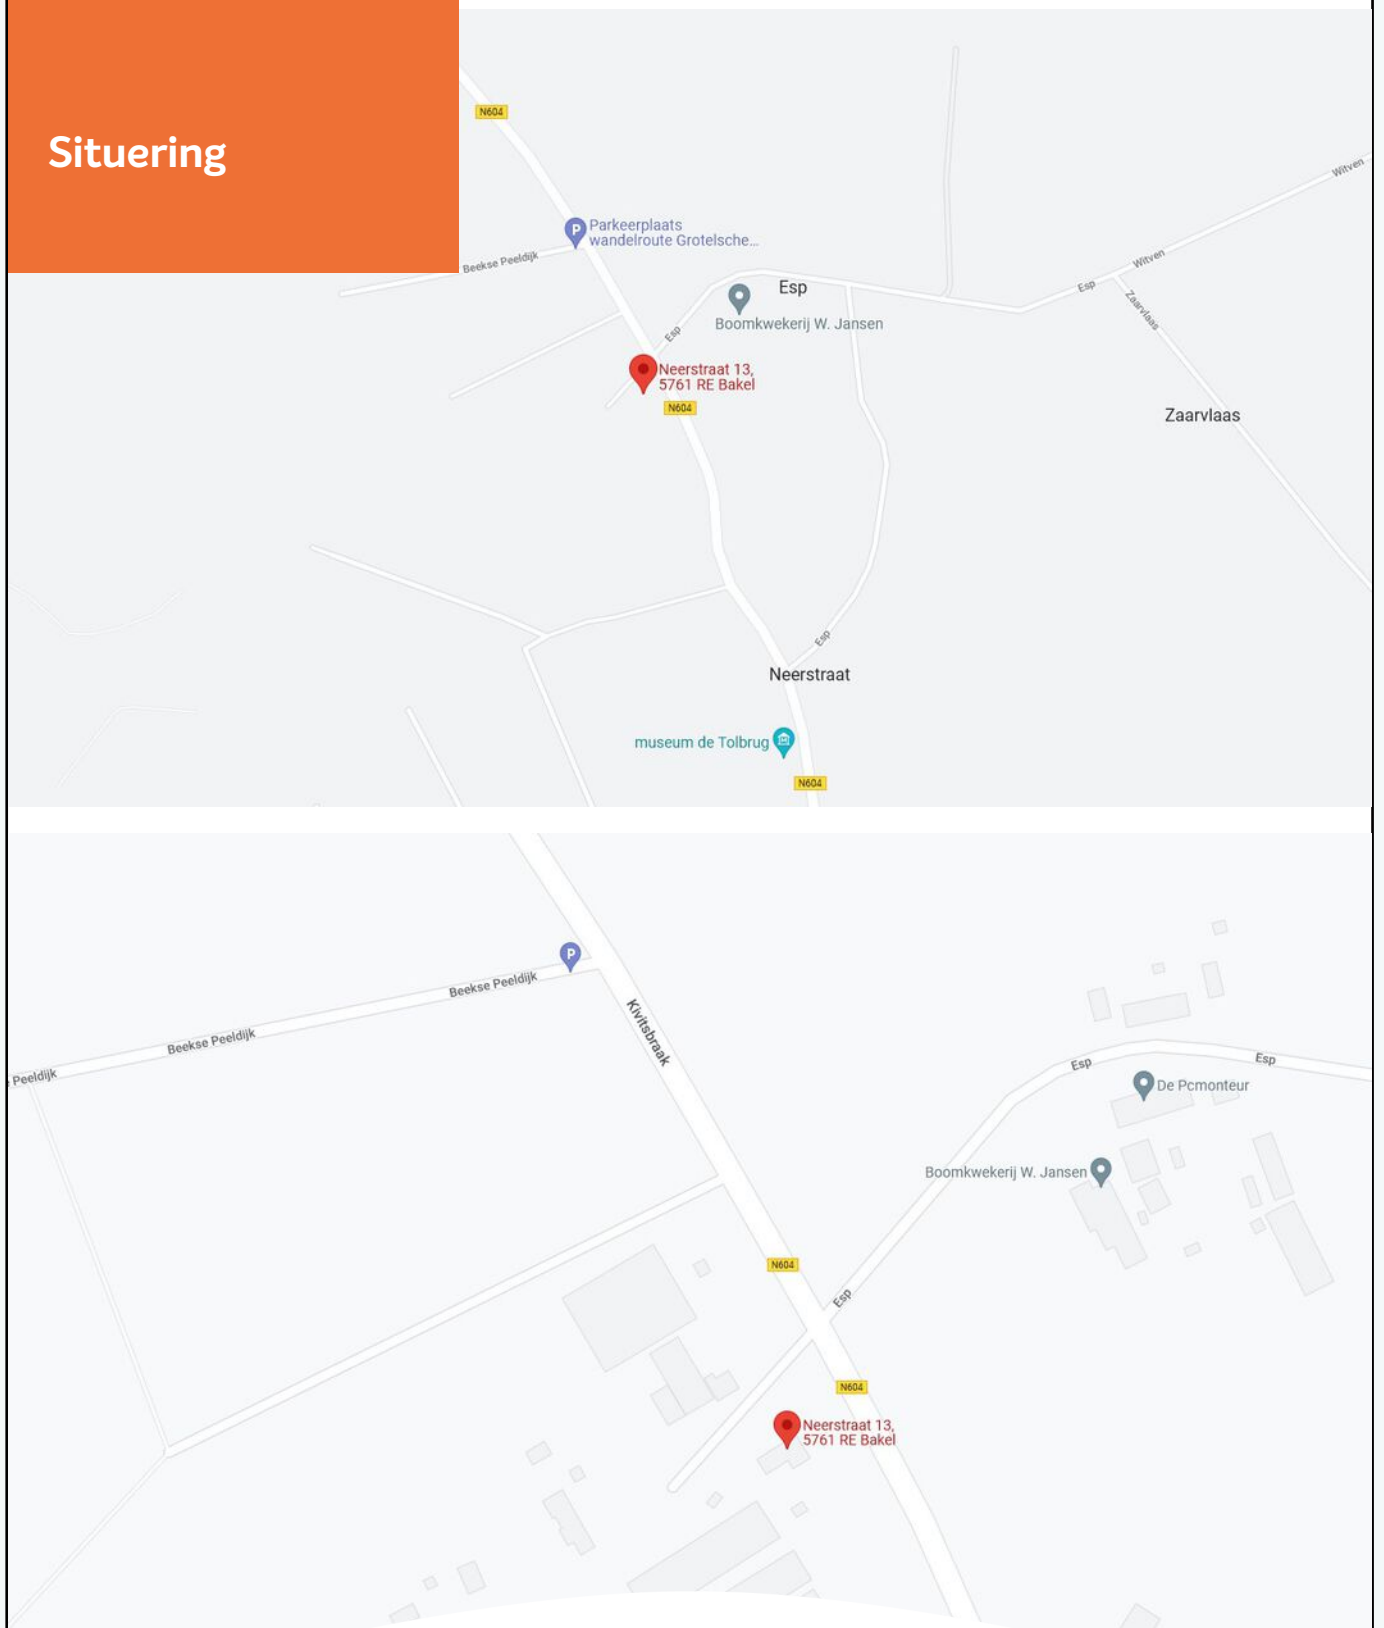 Situering
N604
Witven
Parkeerplaats
wandelroute Grotelsche...
Beekse Peeldijk
Witven
Esp
Esp
Zaarvlaas
Boomkwekerij W. Jansen
Esp
Neerstraat 13,
5761 RE Bakel
N604
Zaarvlaas
Esp
Neerstraat
museum de Tolbrug
N604
P
Beekse Peeldijk
Kivitsbraak
Beekse Peeldijk
Peeldijk
Esp
Esp
De Pcmonteur
Boomkwekerij W. Jansen
N604
Esp
N604
Neerstraat 13,
5761 RE Bakel